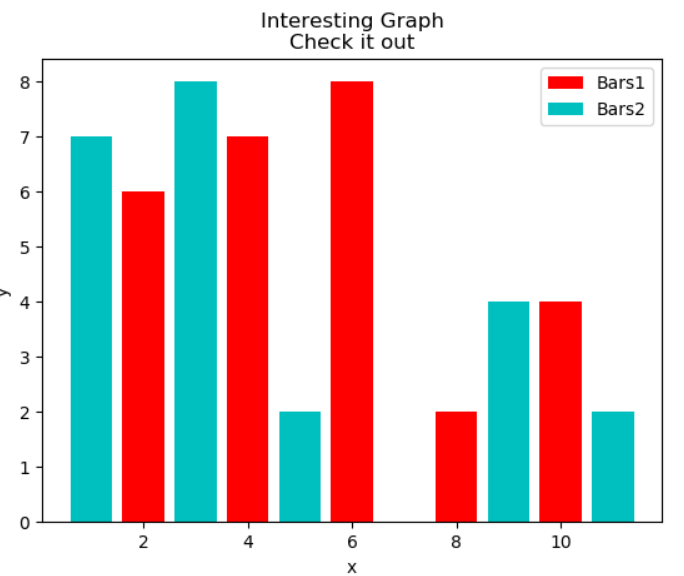 Interesting Graph
Check it out
Bars1
Bars2
8
7
6
5
4
3
2
1
0
y
2 4 6 8 10
x